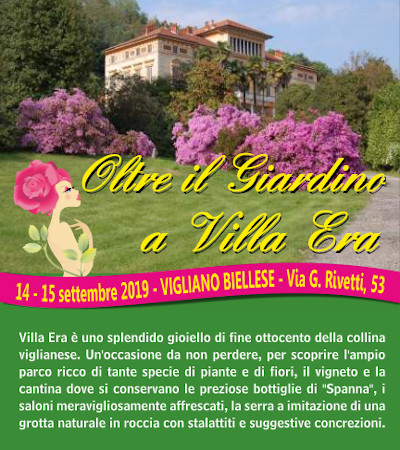 Oltre il Giardino
a Villa Era
14 - 15 settembre 2019 - VIGLIANO BIELLESE - Via G. Rivetti, 53
Villa Era è uno splendido gioiello di fine ottocento della collina
viglianese. Un'occasione da non perdere, per scoprire l'ampio
parco ricco di tante specie di piante e di fiori, il vigneto e la
cantina dove si conservano le preziose bottiglie di "Spanna", i
saloni meravigliosamente affrescati, la serra a imitazione di una
grotta naturale in roccia con stalattiti e suggestive concrezioni.